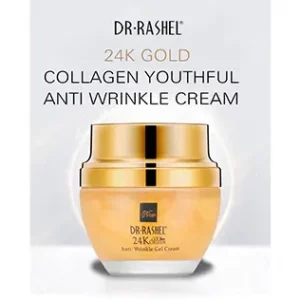 DR·RASHEL®
24K GOLD
COLLAGEN YOUTHFUL
ANTI WRINKLE CREAM
DR·RASHEL®
24K
Anti-Wrinkle Gel Cream